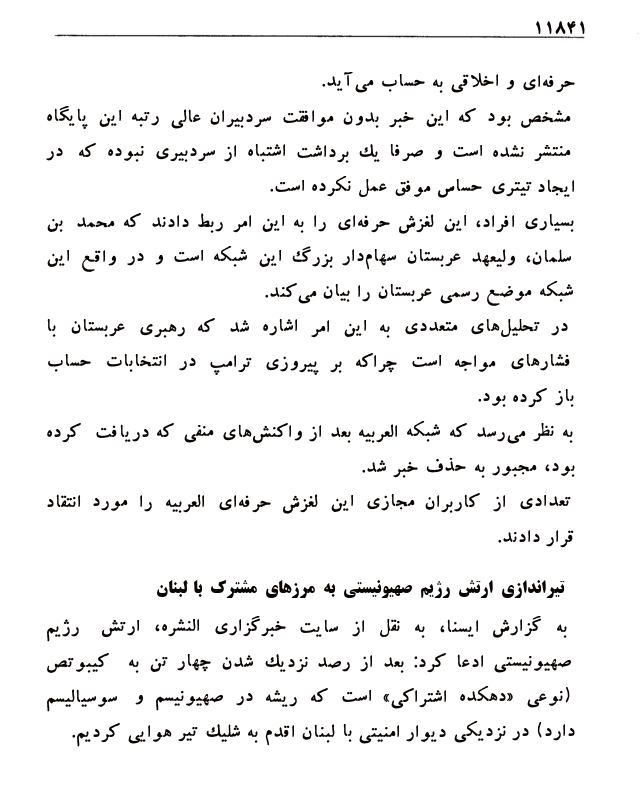 ۱۱۸۴۱
حرفه‌ای و اخلاقی به حساب می‌آید.
مشخص بود که این خبر بدون موافقت سردبیران عالی رتبه این پایگاه
منتشر نشده است و صرفا یك برداشت اشتباه از سردبیری نبوده که در
ایجاد تیتری حساس موفق عمل نکرده است.
بسیاری افراد، این لغزش حرفه‌ای را به این امر ربط دادند که محمد بن
سلمان، ولیعهد عربستان سهام‌دار بزرگ این شبکه است و در واقع این
شبکه موضع رسمی عربستان را بیان می‌کند.
در تحلیل‌های متعددی به این امر اشاره شد که رهبری عربستان با
فشارهای مواجه است چراکه بر پیروزی ترامپ در انتخابات حساب
باز کرده بود.
به نظر می‌رسد که شبکه العربیه بعد از واکنش‌های منفی که دریافت کرده
بود، مجبور به حذف خبر شد.
تعدادی از کاربران مجازی این لغزش حرفه‌ای العربیه را مورد انتقاد
قرار دادند.
تیراندازی ارتش رژیم صهیونیستی به مرزهای مشترک با لبنان
به گزارش ایسنا، به نقل از سایت خبرگزاری النشره، ارتش رژیم
صهیونیستی ادعا کرد: بعد از رصد نزدیك شدن چهار تن به کیبوتص
(نوعی «دهکده اشتراکی» است که ریشه در صهیونیسم و سوسیالیسم
دارد) در نزدیکی دیوار امنیتی با لبنان اقدم به شلیك تیر هوایی کردیم.